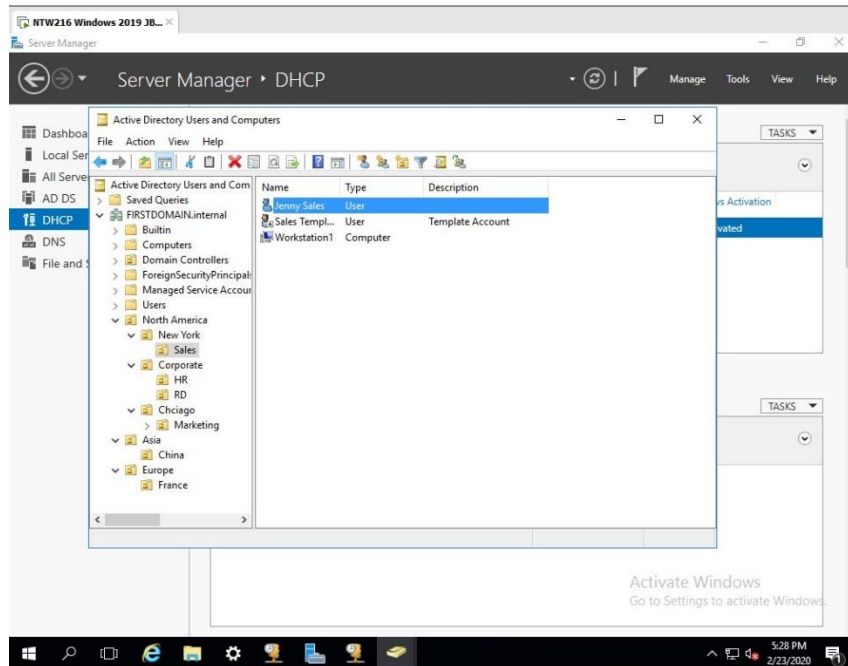 NTW216 Windows 2019 JB...
Server Manager
Server Manager DHCP
Manage Tools View Help
Dashboa
Local Ser
All Serve
AD DS
DHCP
DNS
File and S
TASKS
vs Activation
vated
TASKS
Active Directory Users and Computers
File Action View Help
Active Directory Users and Com
Saved Queries
FIRSTDOMAIN.internal
Builtin
Computers
Domain Controllers
ForeignSecurityPrincipals
Managed Service Accour
Users
North America
New York
Sales
Corporate
HR
RD
Chciago
Marketing
Asia
China
Europe
France
Name Type Description
Jenny Sales User
Sales Templ... User Template Account
Workstation1 Computer
Activate Windows
Go to Settings to activate Windows.
5:28 PM
2/23/2020
1